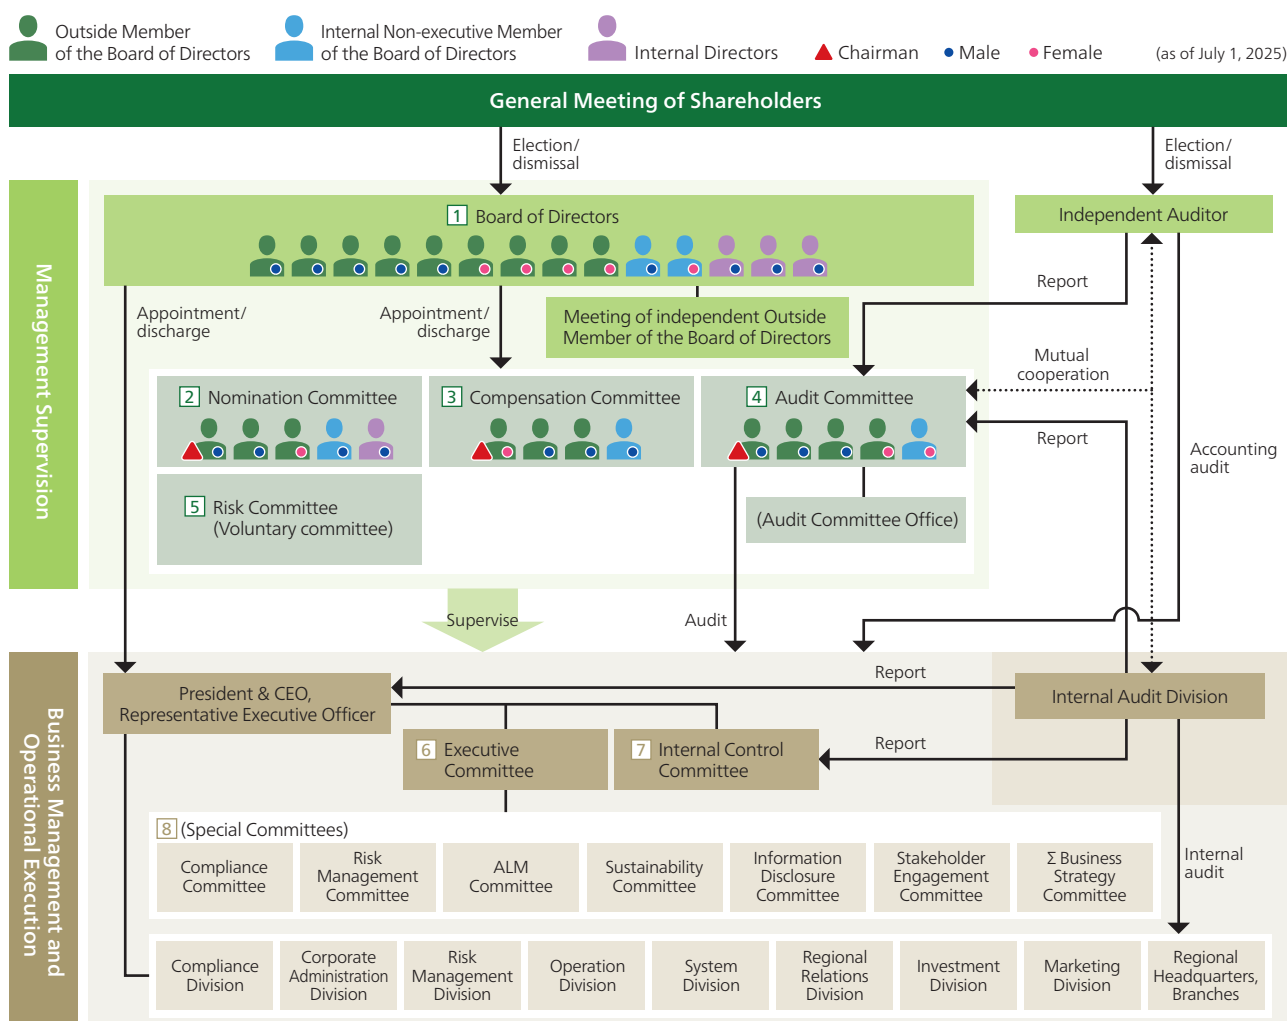 Outside Member
of the Board of Directors
Internal Non-executive Member
of the Board of Directors
Internal Directors
Chairman
Male
Female
(as of July 1, 2025)
General Meeting of Shareholders
Election/
dismissal
Election/
dismissal
Management Supervision
1 Board of Directors
Independent Auditor
Appointment/
discharge
Appointment/
discharge
Meeting of independent Outside
Member of the Board of Directors
Report
Mutual
cooperation
2 Nomination Committee
3 Compensation Committee
4 Audit Committee
Report
Accounting
audit
5 Risk Committee
(Voluntary committee)
(Audit Committee Office)
Supervise
Audit
Business Management and
Operational Execution
President & CEO,
Representative Executive Officer
Report
Internal Audit Division
6 Executive
Committee
7 Internal Control
Committee
Report
8 (Special Committees)
Compliance
Committee
Risk
Management
Committee
ALM
Committee
Sustainability
Committee
Information
Disclosure
Committee
Stakeholder
Engagement
Committee
Σ Business
Strategy
Committee
Internal
audit
Compliance
Division
Corporate
Administration
Division
Risk
Management
Division
Operation
Division
System
Division
Regional
Relations
Division
Investment
Division
Marketing
Division
Regional
Headquarters,
Branches